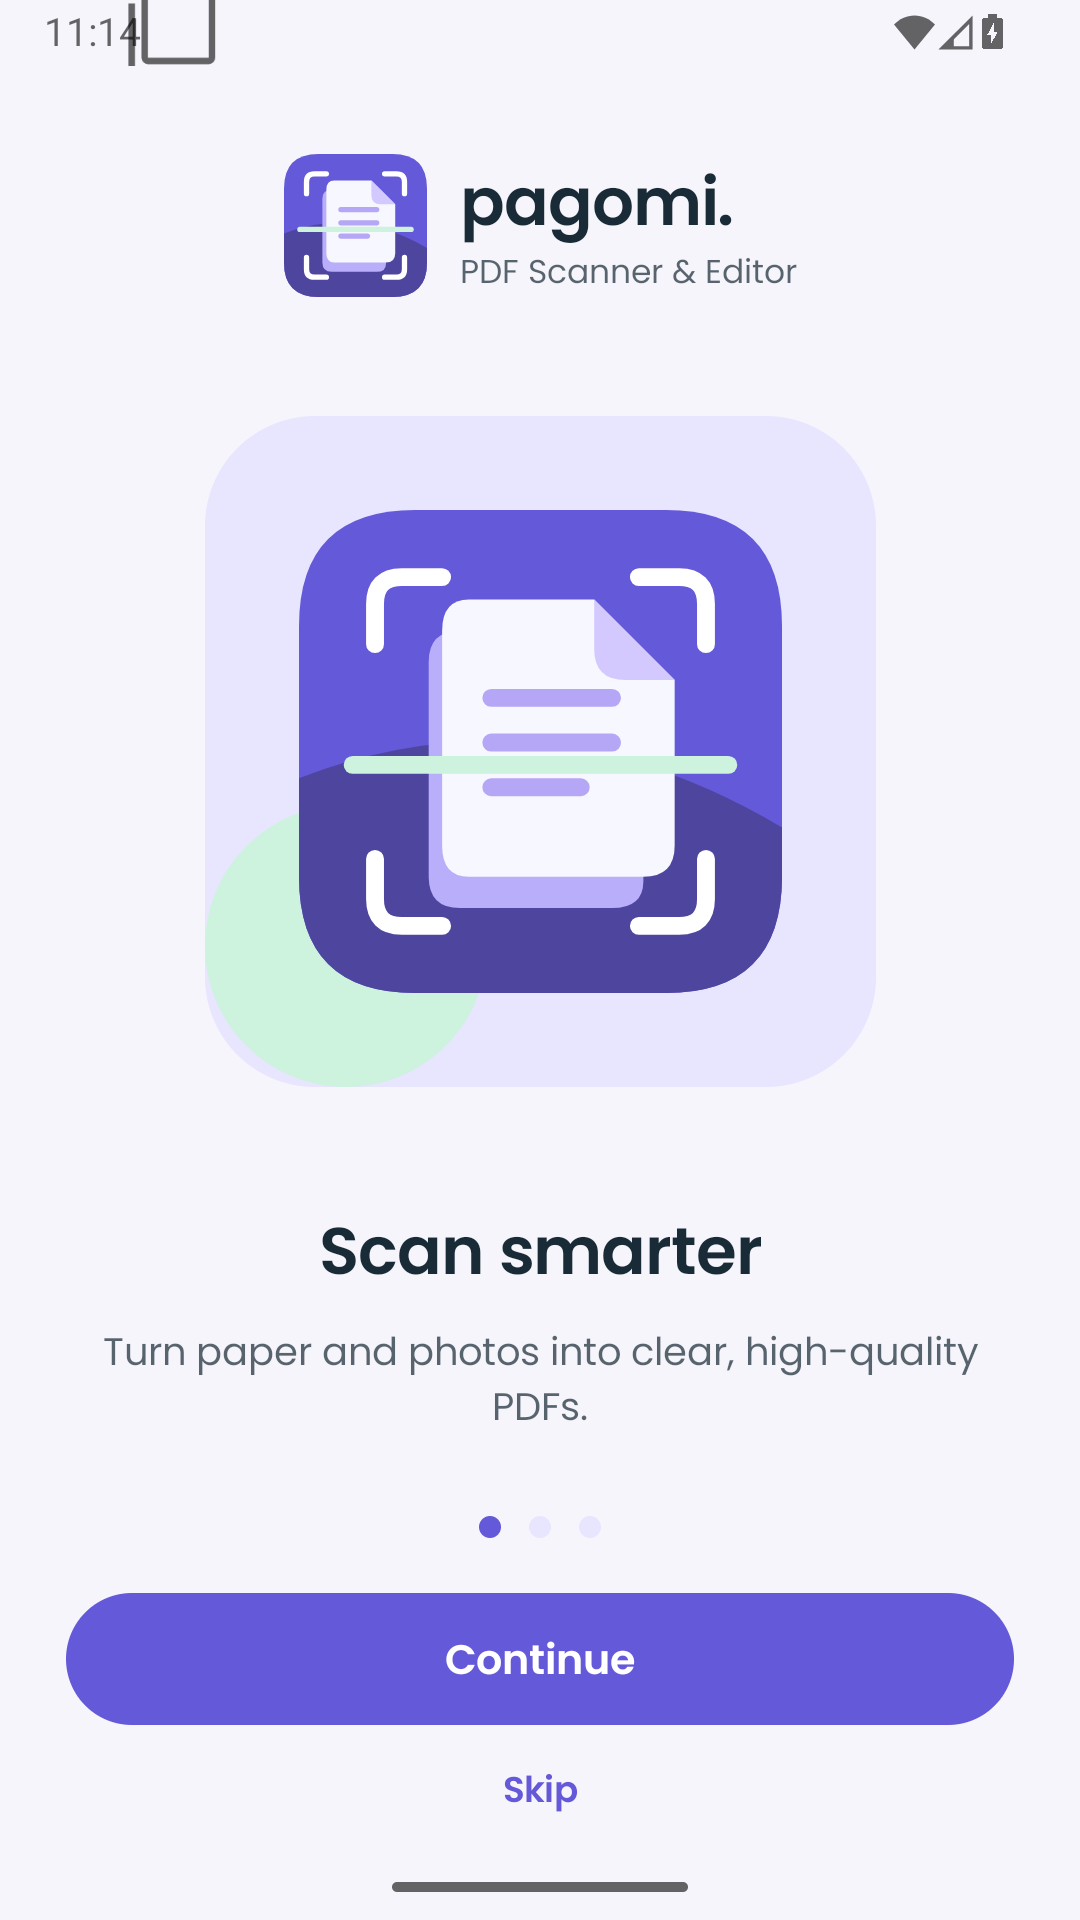 11:14
pagomi.
PDF Scanner & Editor
Scan smarter
Turn paper and photos into clear, high-quality
PDFs.
Continue
Skip